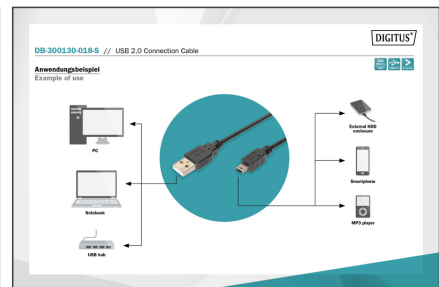 DIGITUS®
DB-300130-018-S // USB 2.0 Connection Cable
Anwendungsbeispiel
Example of use
PC
Notebook
USB hub
External HDD
enclosure
Smartphone
MP3 player